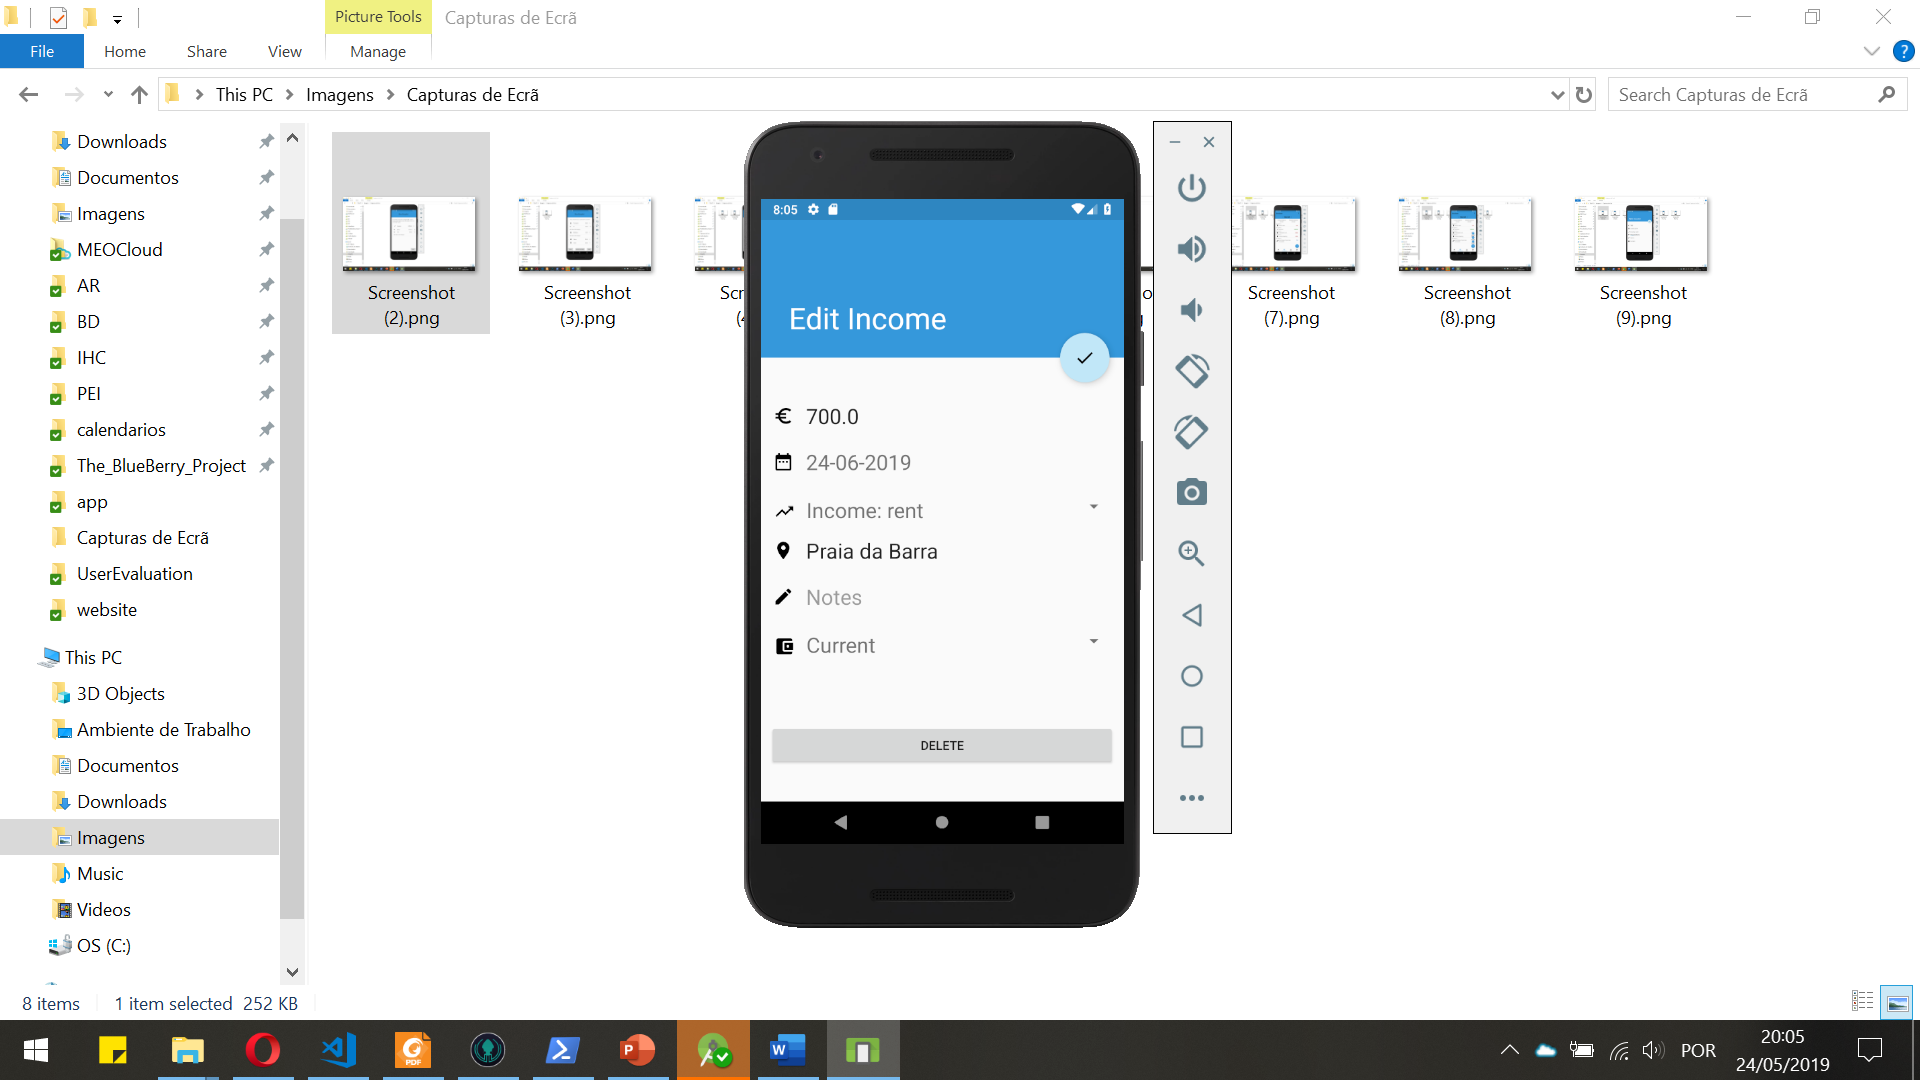 Picture Tools
Capturas de Ecrã
File
Home
Share
View
Manage
This PC
Imagens
Capturas de Ecrã
Search Capturas de Ecrã
Downloads
Documentos
Imagens
MEOCloud
AR
BD
IHC
PEI
calendarios
The_BlueBerry_Project
app
Capturas de Ecrã
UserEvaluation
website
This PC
3D Objects
Ambiente de Trabalho
Documentos
Downloads
Imagens
Music
Videos
OS (C:)
Screenshot
(2).png
Screenshot
(3).png
Screenshot
(7).png
Screenshot
(8).png
Screenshot
(9).png
8:05
Edit Income
€ 700.0
24-06-2019
Income: rent
Praia da Barra
Notes
Current
DELETE
8 items
1 item selected 252 KB
POR
20:05
24/05/2019